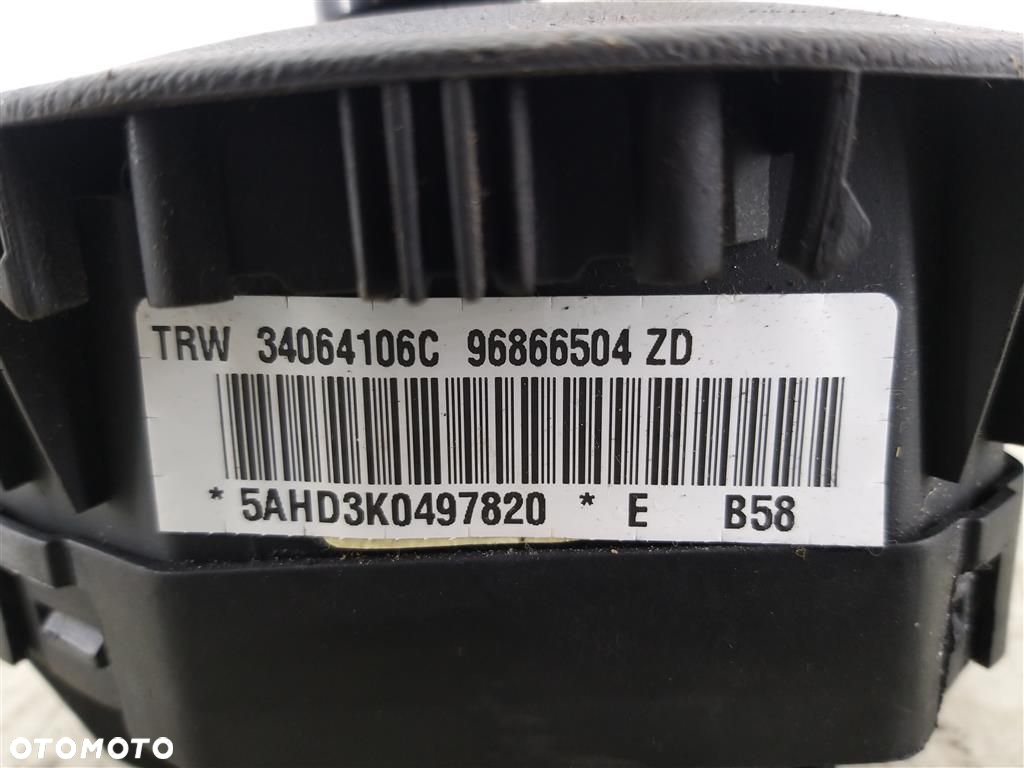 TRW 34064106C 96866504 ZD
* 5AHD3K0497820 * E B58
OTOMOTO